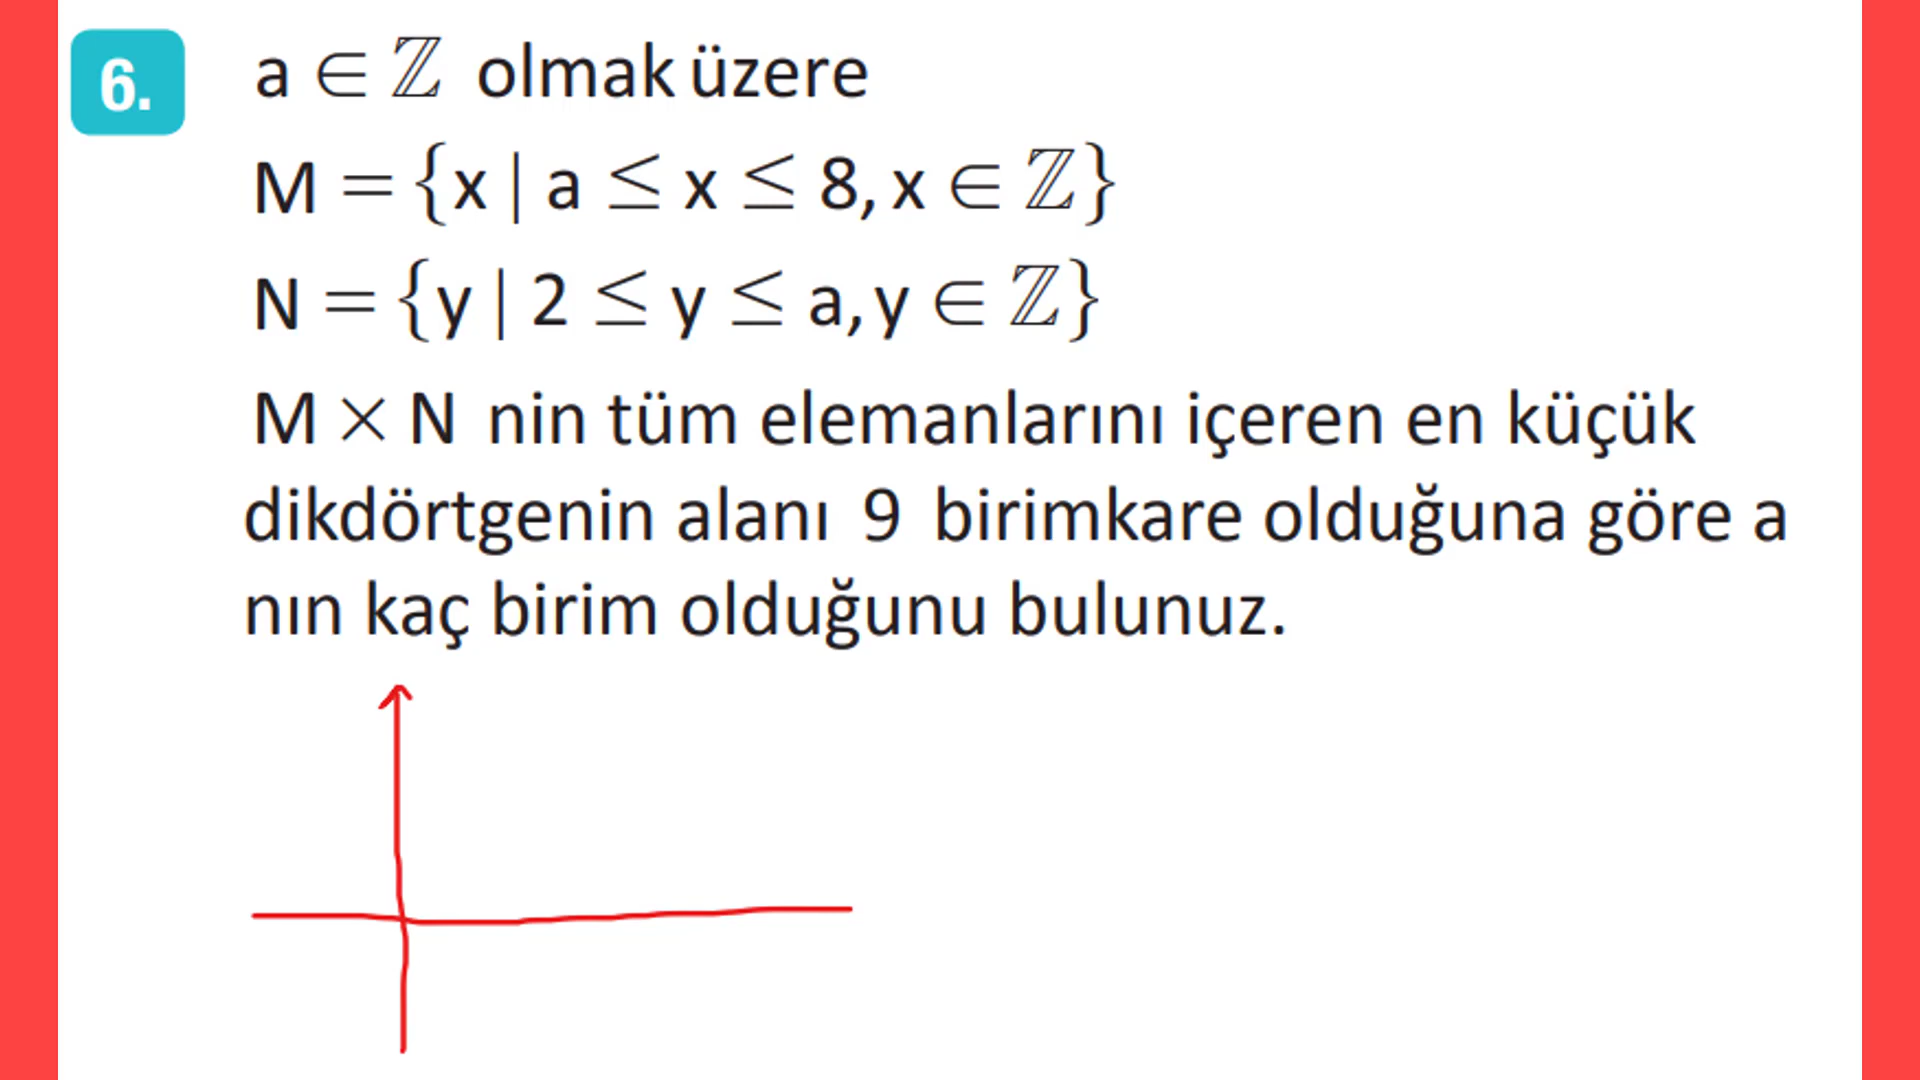 6. a ∈ ℤ olmak üzere
M = {x | a ≤ x ≤ 8, x ∈ ℤ}
N = {y | 2 ≤ y ≤ a, y ∈ ℤ}
M × N nin tüm elemanlarını içeren en küçük
dikdörtgenin alanı 9 birimkare olduğuna göre a
nın kaç birim olduğunu bulunuz.